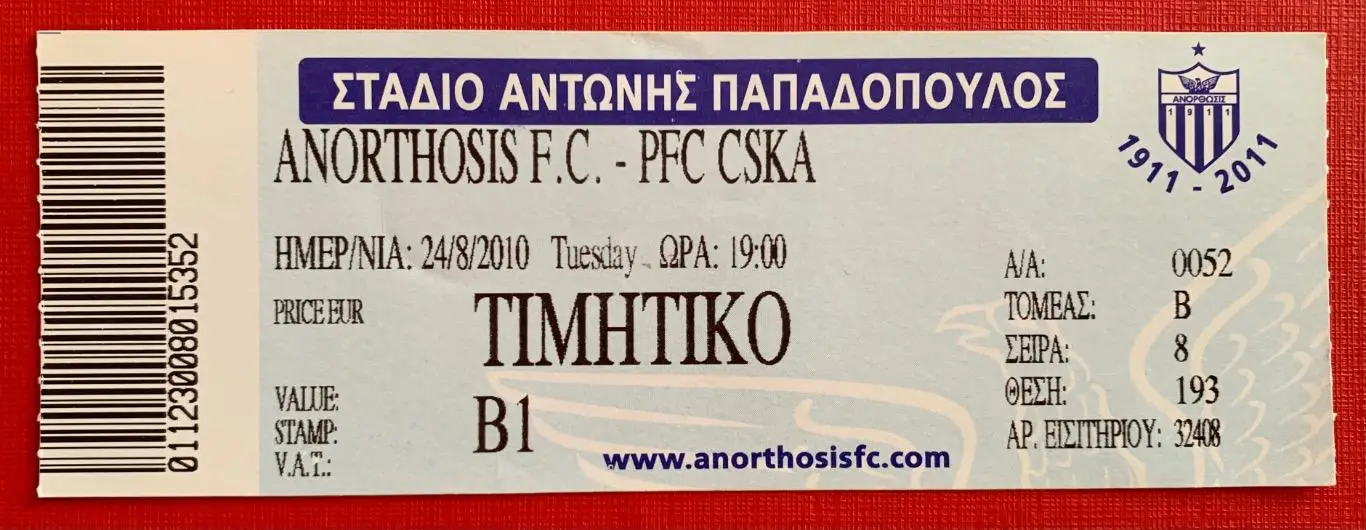 ΣΤΑΔΙΟ ΑΝΤΩΝΗΣ ΠΑΠΑΔΟΠΟΥΛΟΣ
ANORTHOSIS F.C. - PFC CSKA
ΑΝΟΡΘΩΣΙΣ
1911
1911 - 2011
ΗΜΕΡ/ΝΙΑ: 24/8/2010 Tuesday ΩΡΑ: 19:00
PRICE EUR ΤΙΜΗΤΙΚΟ
VALUE:
STAMP: B1
V.A.T.:
Α/Α: 0052
ΤΟΜΕΑΣ: B
ΣΕΙΡΑ: 8
ΘΕΣΗ: 193
ΑΡ. ΕΙΣΙΤΗΡΙΟΥ: 32408
www.anorthosisfc.com
01123008015352